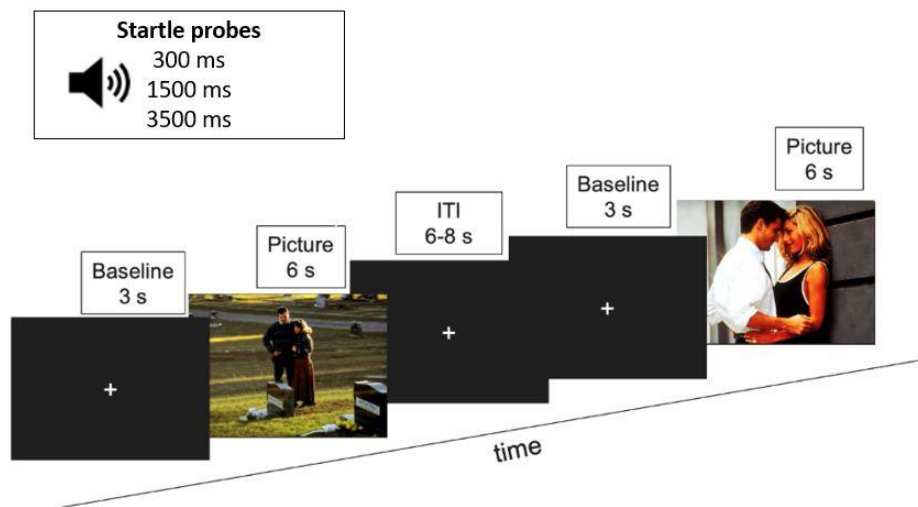 Startle probes
300 ms
1500 ms
3500 ms
Baseline
3 s
Picture
6 s
ITI
6-8 s
Baseline
3 s
Picture
6 s
time